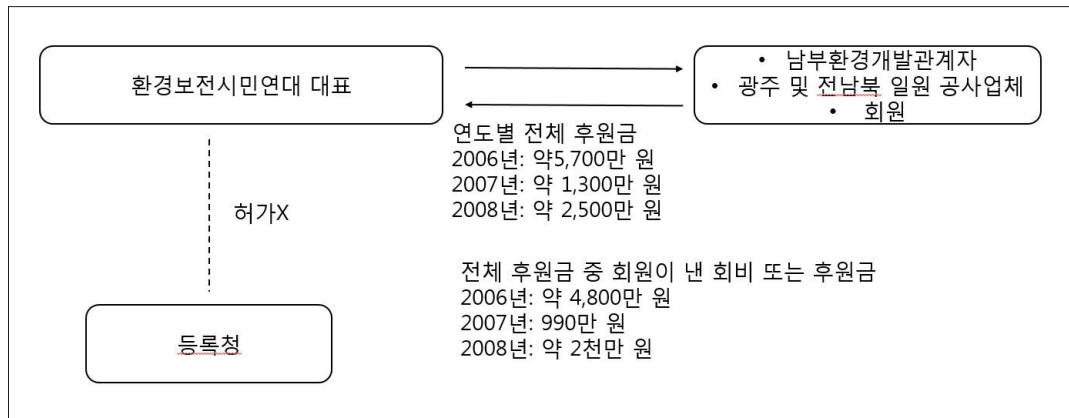 환경보전시민연대 대표
• 남부환경개발관계자
• 광주 및 전남북 일원 공사업체
• 회원
연도별 전체 후원금
2006년: 약5,700만 원
2007년: 약 1,300만 원
2008년: 약 2,500만 원
허가X
전체 후원금 중 회원이 낸 회비 또는 후원금
2006년: 약 4,800만 원
2007년: 990만 원
2008년: 약 2천만 원
등록청